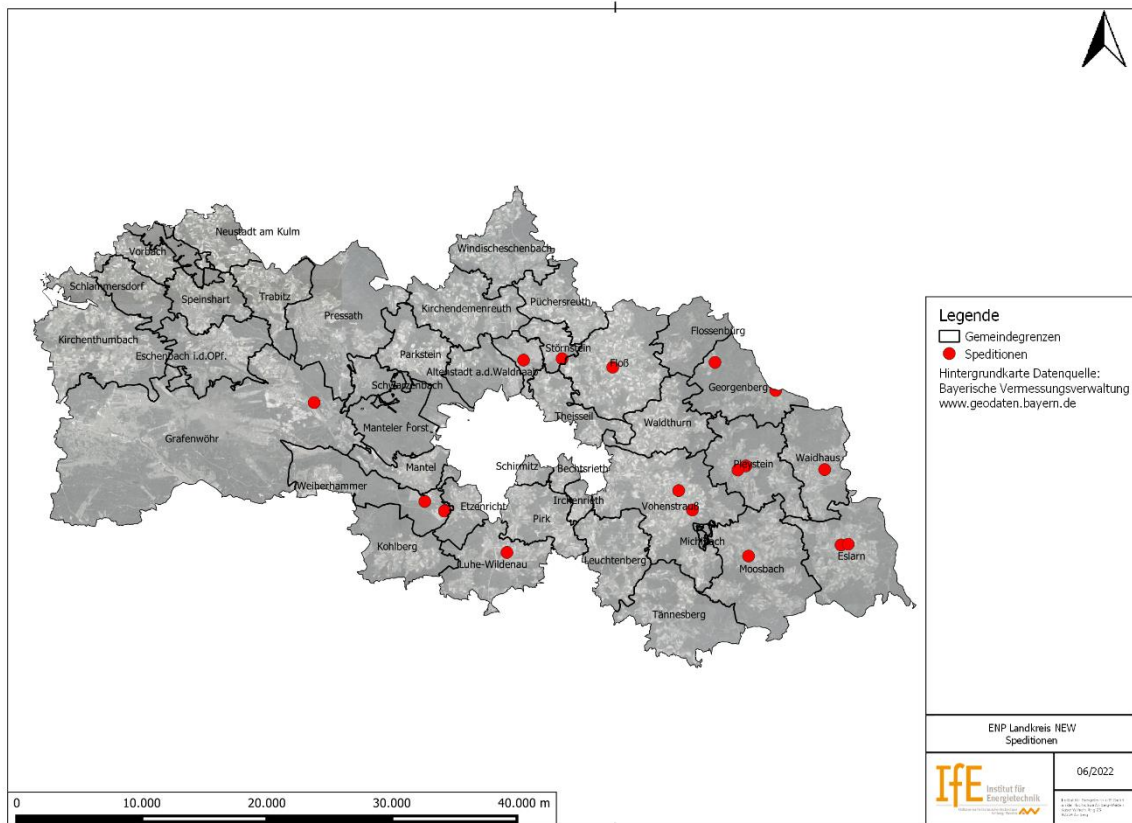 Neustadt am Kulm
Vorbach
Windischeschenbach
Schlammersdorf
Speinshart
Trabitz
Püchersreuth
Kirchendemenreuth
Pressath
Flossenbürg
Kirchenthumbach
Störnstein
Eschenbach i.d.OPf.
Parkstein
Floß
Altenstadt a.d.Waldnaab
Schwarzenbach
Georgenberg
Theisseil
Waldthurn
Manteler Forst
Grafenwöhr
Waidhaus
Pleystein
Mantel
Schirmitz
Bechtsrieth
Weiherhammer
Irchenrieth
Etzenricht
Vohenstrauß
Pirk
Michlbach
Kohlberg
Eslarn
Leuchtenberg
Luhe-Wildenau
Moosbach
Tännesberg
Legende
Gemeindegrenzen
Speditionen
Hintergrundkarte Datenquelle:
Bayerische Vermessungsverwaltung
www.geodaten.bayern.de
ENP Landkreis NEW
Speditionen
IfE Institut für
Energietechnik
06/2022
0 10.000 20.000 30.000 40.000 m